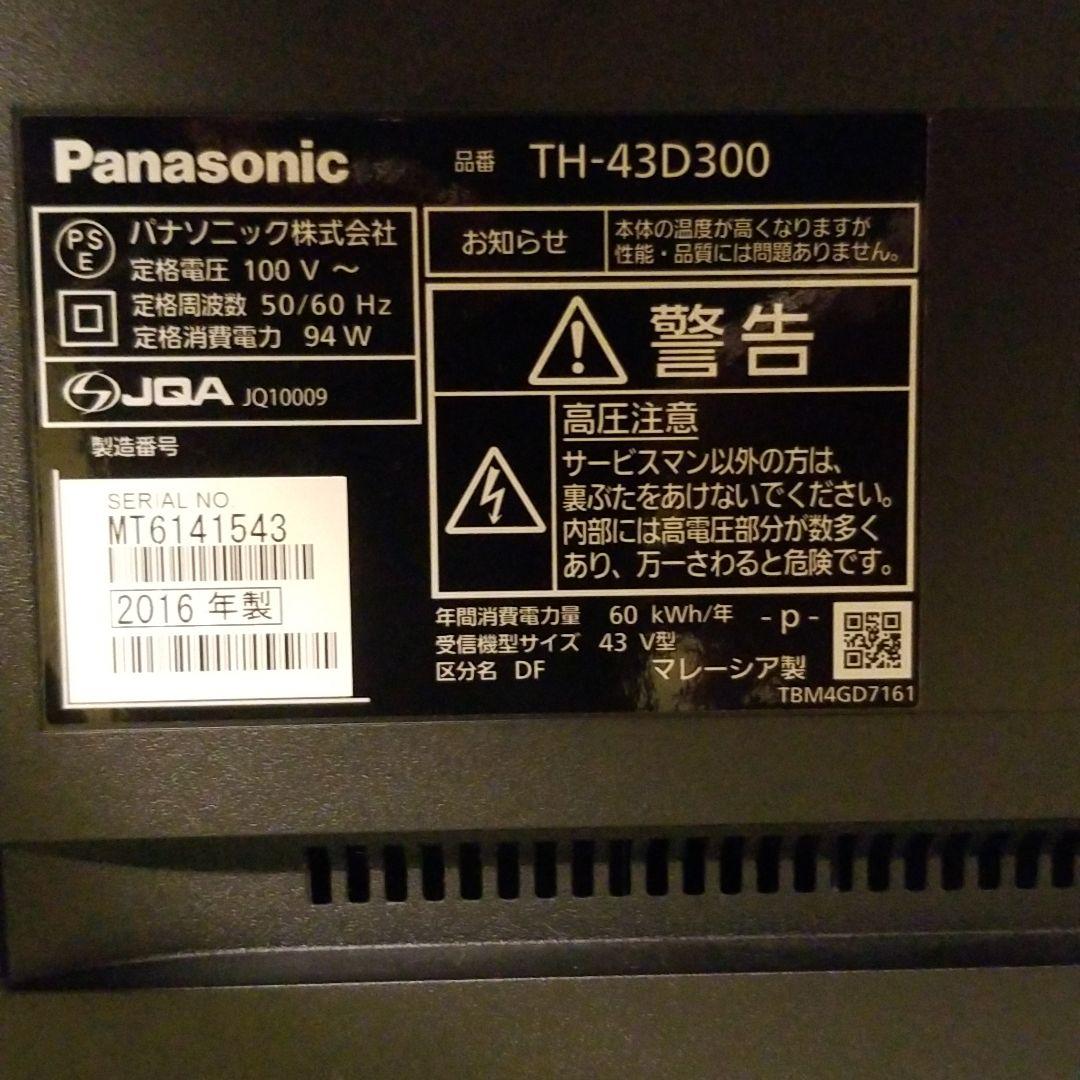 Panasonic
品番 TH-43D300
PS
E
パナソニック株式会社
定格電圧 100 V ～
定格周波数 50/60 Hz
定格消費電力 94 W
JQA JQ10009
製造番号
SERIAL NO
MT6141543
2016 年製
お知らせ
本体の温度が高くなりますが
性能・品質には問題ありません。
警告
高圧注意
サービスマン以外の方は、
裏ぶたをあけないでください。
内部には高電圧部分が数多く
あり、万一さわると危険です。
年間消費電力量 60 kWh/年 - p -
受信機型サイズ 43 V型
区分名 DF マレーシア製
TBM4GD7161